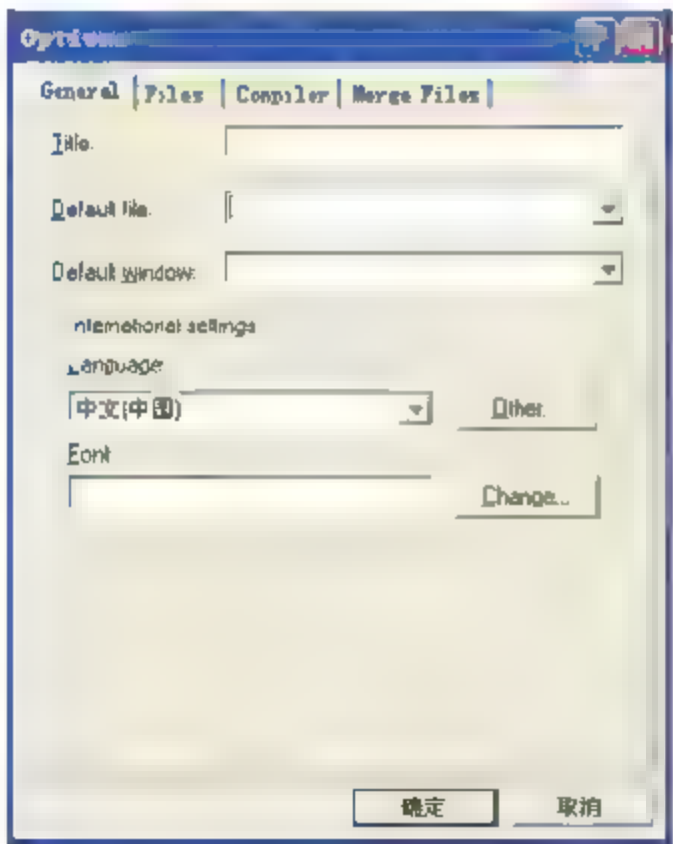 Options
General Files Compiler Merge Files
Title:
Default file:
Default window:
International settings
Language:
中文(中国)
Other.
Font
Change...
确定 取消